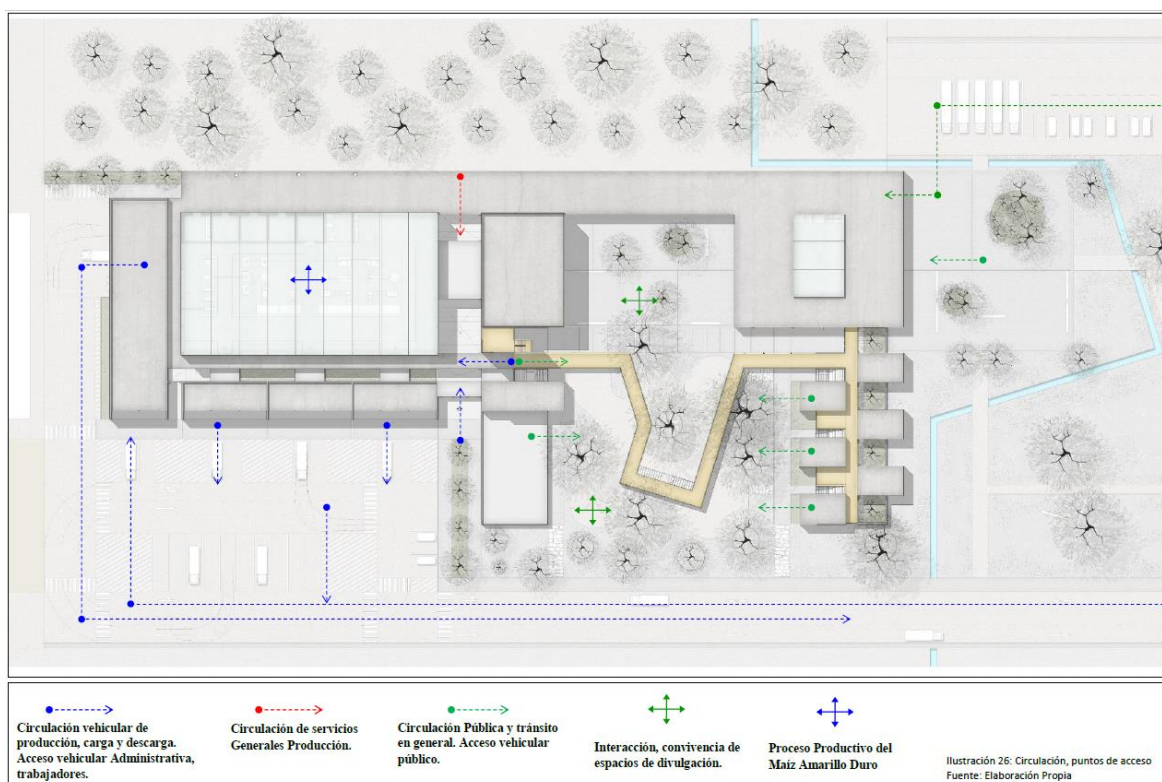 Circulación vehicular de
producción, carga y descarga.
Acceso vehicular Administrativa,
trabajadores.
Circulación de servicios
Generales Producción.
Circulación Pública y tránsito
en general. Acceso vehicular
público.
Interacción, convivencia de
espacios de divulgación.
Proceso Productivo del
Maíz Amarillo Duro
Ilustración 26: Circulación, puntos de acceso
Fuente: Elaboración Propia